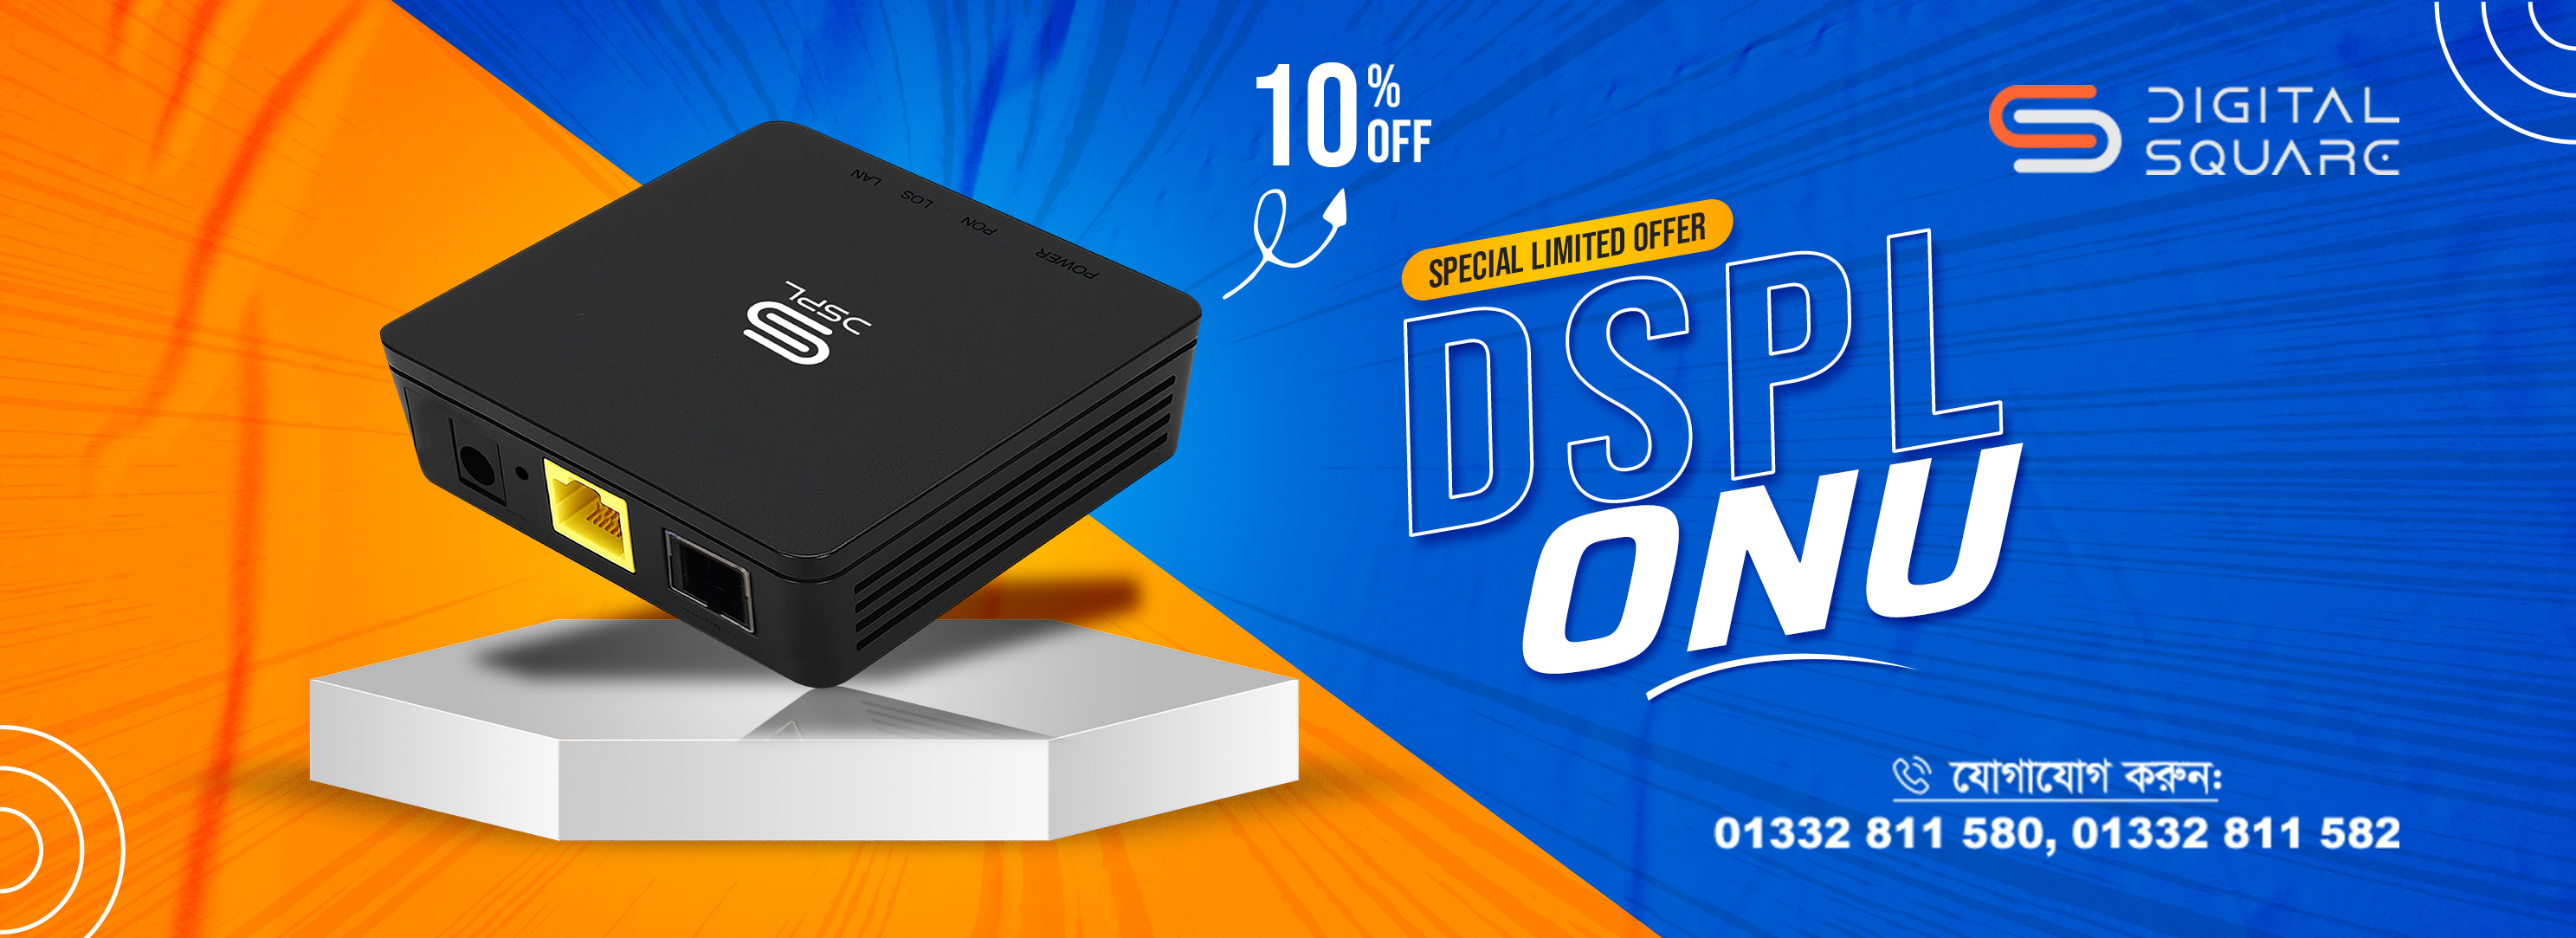 10%
OFF
DIGITAL
SQUARE
SPECIAL LIMITED OFFER
DSPL
ONU
LAN
LOS
PON
POWER
DSPL
যোগাযোগ করুন:
01332 811 580, 01332 811 582